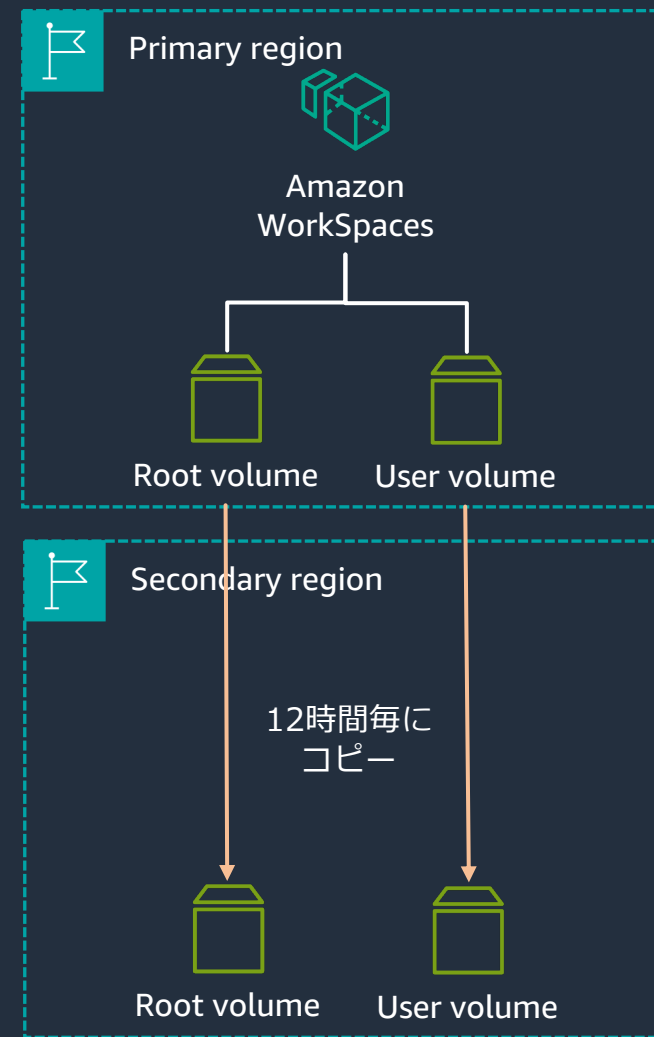 Primary region
Amazon
WorkSpaces
Root volume
User volume
Secondary region
12時間毎に
コピー
Root volume
User volume